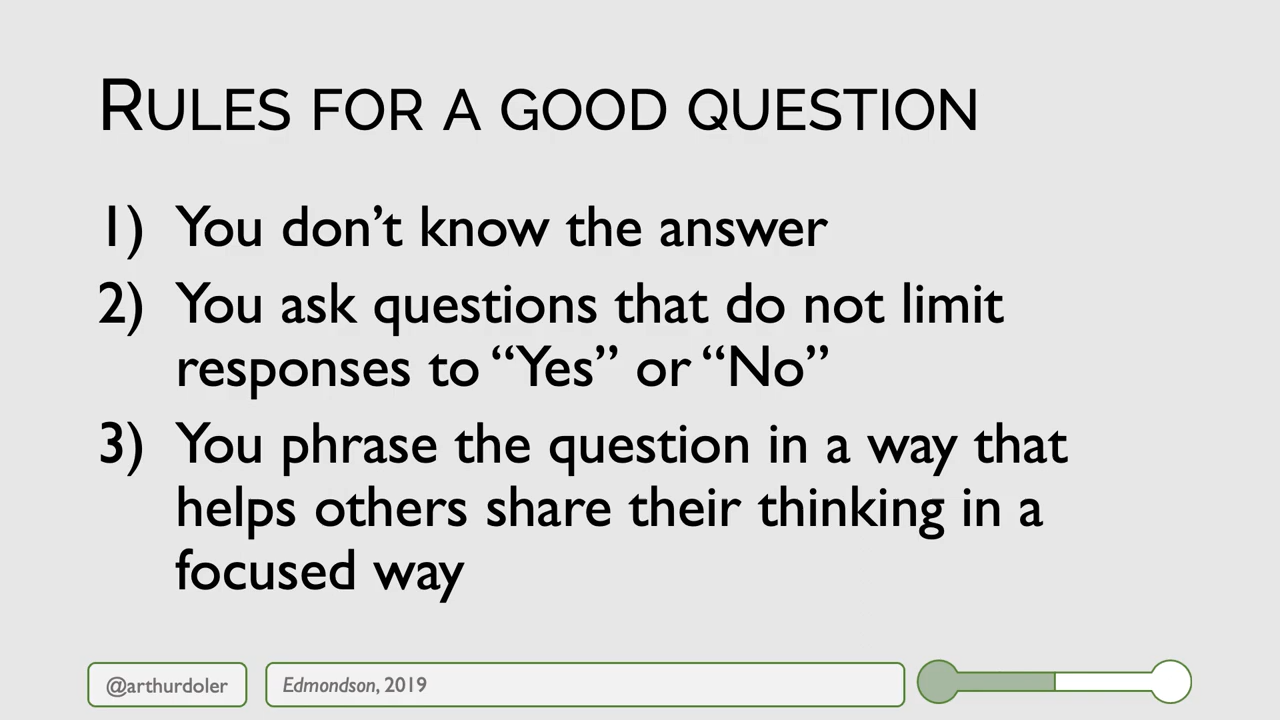 Rules for a good question
1) You don’t know the answer
2) You ask questions that do not limit
responses to “Yes” or “No”
3) You phrase the question in a way that
helps others share their thinking in a
focused way
@arthurdoler
Edmondson, 2019